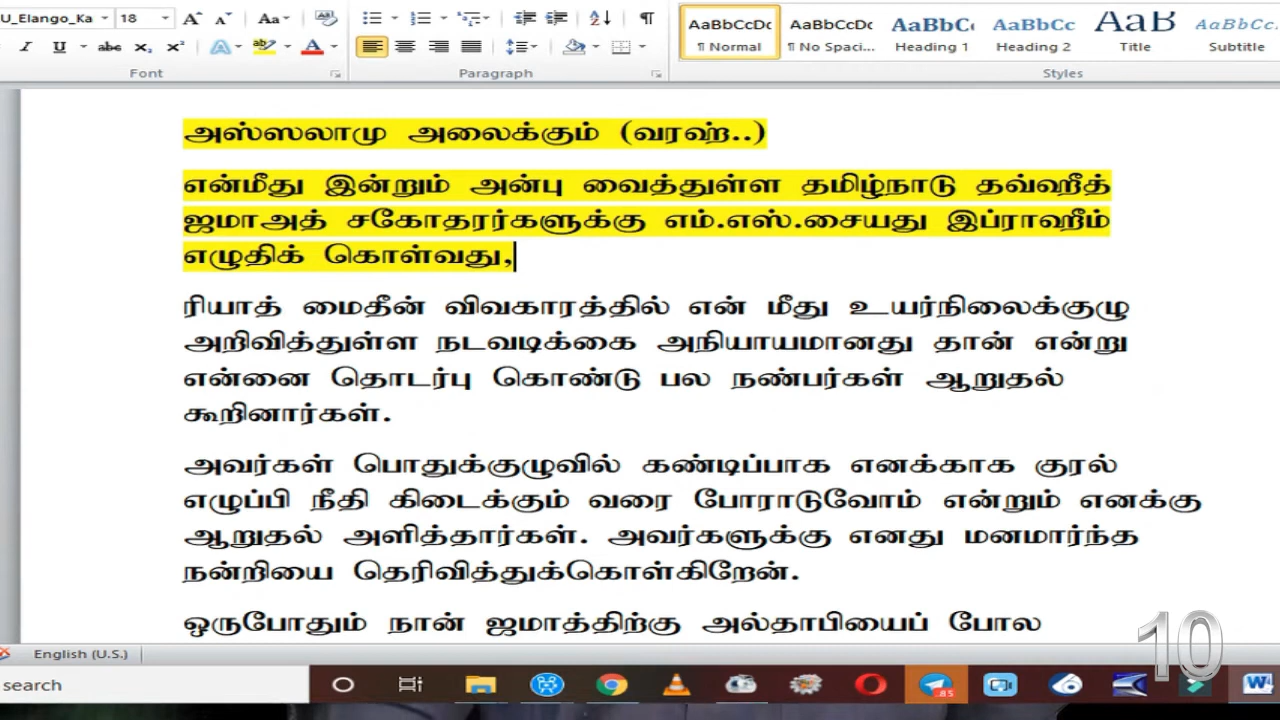 U_Elango_Ka 18 Aa
AaBbCcDc AaBbCcDc AaBbC AaBbCc AaB AaBbCc
¶ Normal ¶ No Spaci... Heading 1 Heading 2 Title Subtitle
Font Paragraph Styles
அஸ்ஸலாமு அலைக்கும் (வரஹ்..)
என்மீது இன்றும் அன்பு வைத்துள்ள தமிழ்நாடு தவ்ஹீத்
ஜமாஅத் சகோதரர்களுக்கு எம்.எஸ்.சையது இப்ராஹீம்
எழுதிக் கொள்வது,
ரியாத் மைதீன் விவகாரத்தில் என் மீது உயர்நிலைக்குழு
அறிவித்துள்ள நடவடிக்கை அநியாயமானது தான் என்று
என்னை தொடர்பு கொண்டு பல நண்பர்கள் ஆறுதல்
கூறினார்கள்.
அவர்கள் பொதுக்குழுவில் கண்டிப்பாக எனக்காக குரல்
எழுப்பி நீதி கிடைக்கும் வரை போராடுவோம் என்றும் எனக்கு
ஆறுதல் அளித்தார்கள். அவர்களுக்கு எனது மனமார்ந்த
நன்றியை தெரிவித்துக்கொள்கிறேன்.
ஒருபோதும் நான் ஜமாத்திற்கு அல்தாபியைப் போல
10
English (U.S.)
search
85